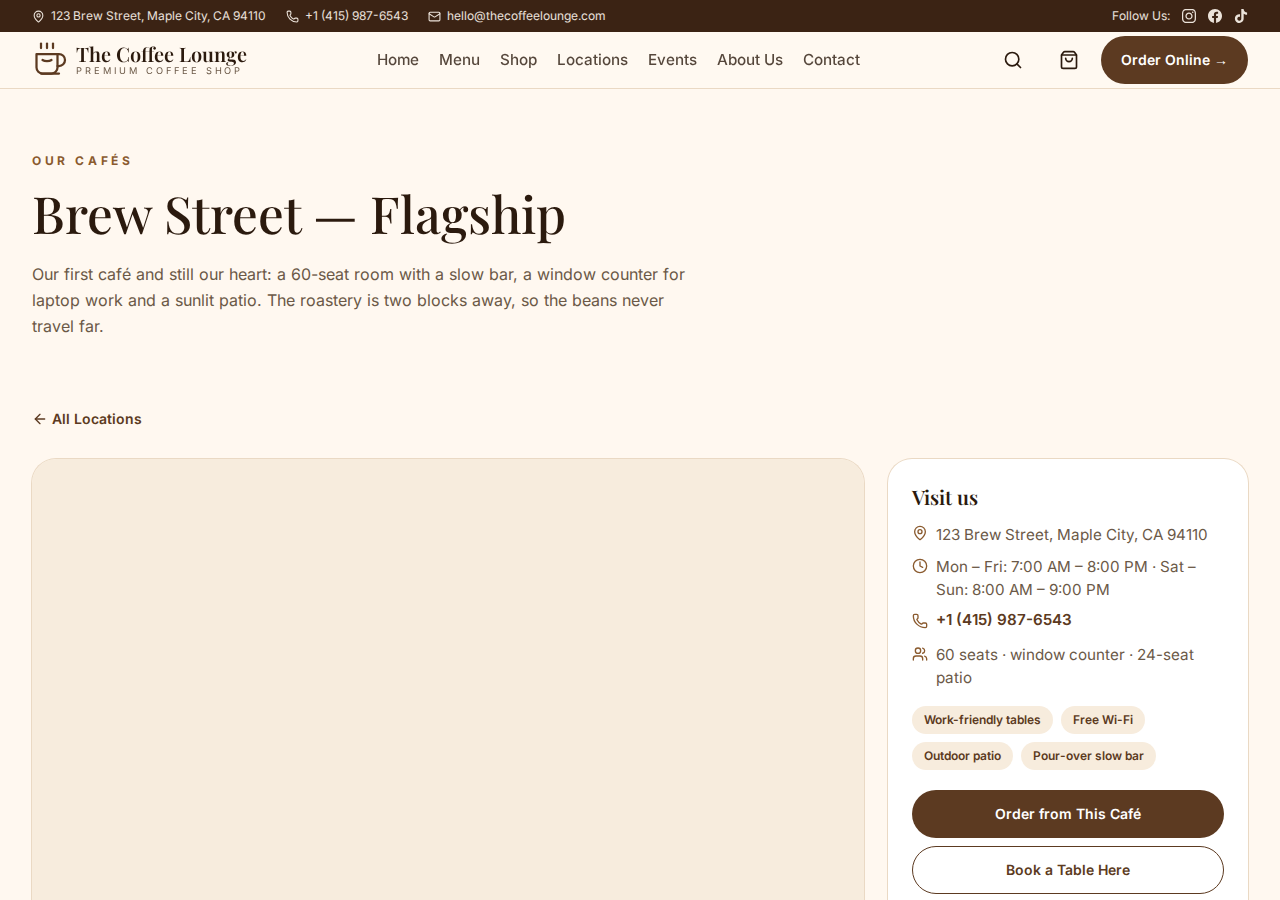 123 Brew Street, Maple City, CA 94110
+1 (415) 987-6543
hello@thecoffeelounge.com
Follow Us:
The Coffee Lounge
PREMIUM COFFEE SHOP
Home
Menu
Shop
Locations
Events
About Us
Contact
Order Online →
OUR CAFÉS
Brew Street — Flagship
Our first café and still our heart: a 60-seat room with a slow bar, a window counter for
laptop work and a sunlit patio. The roastery is two blocks away, so the beans never
travel far.
← All Locations
Visit us
123 Brew Street, Maple City, CA 94110
Mon – Fri: 7:00 AM – 8:00 PM · Sat –
Sun: 8:00 AM – 9:00 PM
+1 (415) 987-6543
60 seats · window counter · 24-seat
patio
Work-friendly tables
Free Wi-Fi
Outdoor patio
Pour-over slow bar
Order from This Café
Book a Table Here